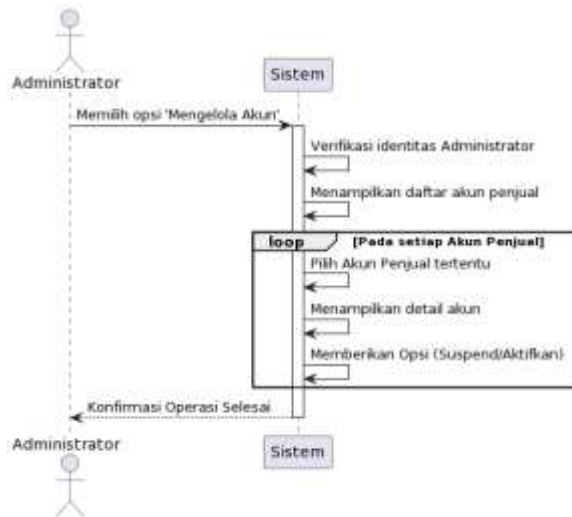 Administrator
Sistem
Memilih opsi 'Mengelola Akun'
Verifikasi identitas Administrator
Menampilkan daftar akun penjual
loop [Pada setiap Akun Penjual]
Pilih Akun Penjual tertentu
Menampilkan detail akun
Memberikan Opsi (Suspend/Aktifkan)
Konfirmasi Operasi Selesai
Administrator
Sistem